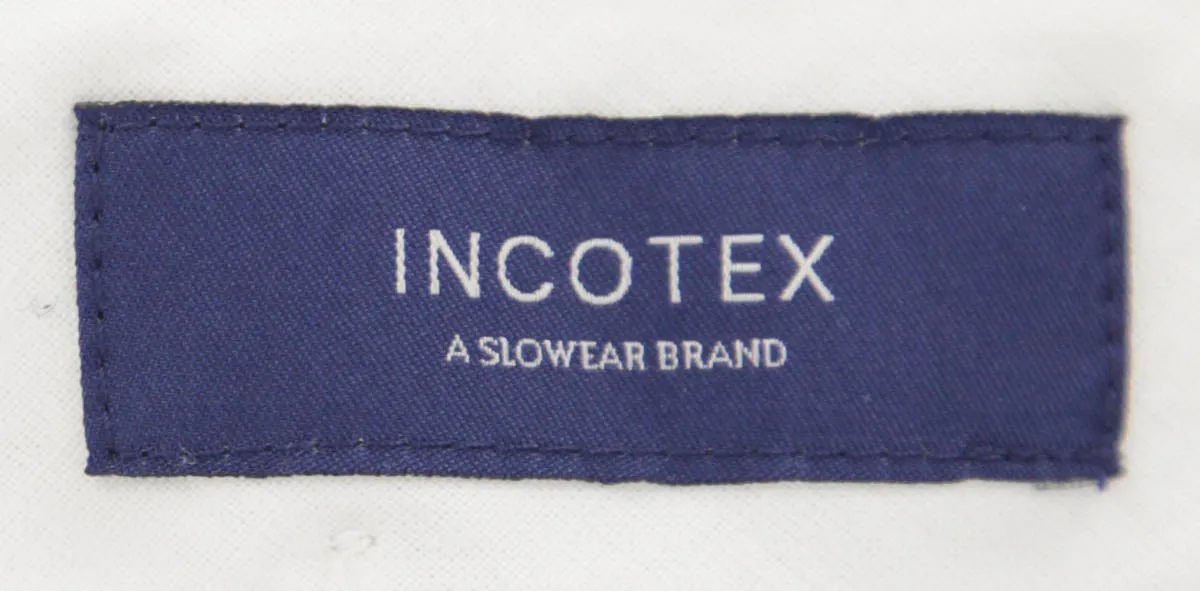 INCOTEX
A SLOWEAR BRAND